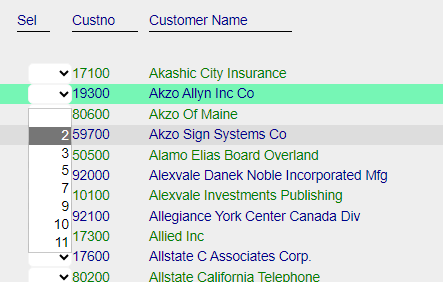 Sel Custno Customer Name
17100 Akashic City Insurance
19300 Akzo Allyn Inc Co
80600 Akzo Of Maine
2 59700 Akzo Sign Systems Co
3 50500 Alamo Elias Board Overland
5 92000 Alexvale Danek Noble Incorporated Mfg
7 10100 Alexvale Investments Publishing
9 92100 Allegiance York Center Canada Div
10 17300 Allied Inc
11 17600 Allstate C Associates Corp.
80200 Allstate California Telephone